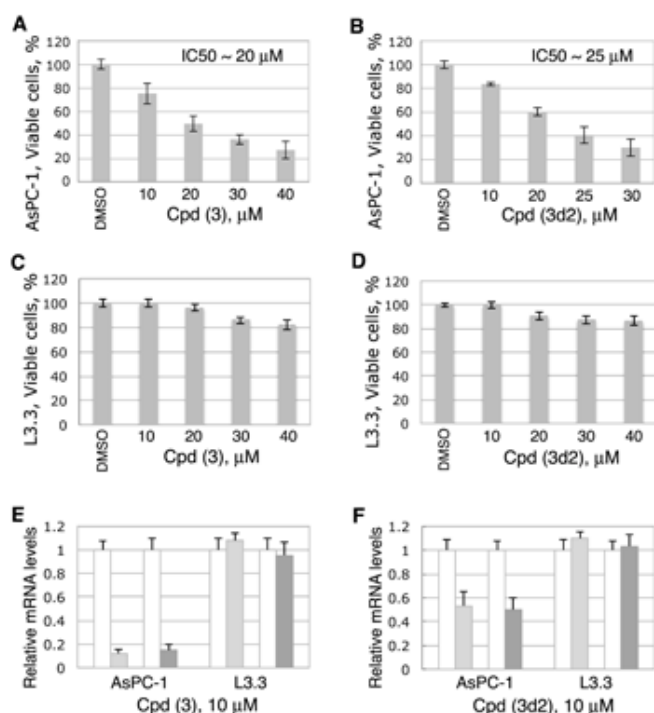 A
AsPC-1, Viable cells, %
120
100
80
60
40
20
0
IC50 ~ 20 µM
DMSO 10 20 30 40
Cpd (3), µM
B
AsPC-1, Viable cells, %
120
100
80
60
40
20
0
IC50 ~ 25 µM
DMSO 10 20 25 30
Cpd (3d2), µM
C
L3.3, Viable cells, %
120
100
80
60
40
20
0
DMSO 10 20 30 40
Cpd (3), µM
D
L3.3, Viable cells, %
120
100
80
60
40
20
0
DMSO 10 20 30 40
Cpd (3d2), µM
E
Relative mRNA levels
1.2
1
0.8
0.6
0.4
0.2
0
AsPC-1 L3.3
Cpd (3), 10 µM
F
Relative mRNA levels
1.2
1
0.8
0.6
0.4
0.2
0
AsPC-1 L3.3
Cpd (3d2), 10 µM